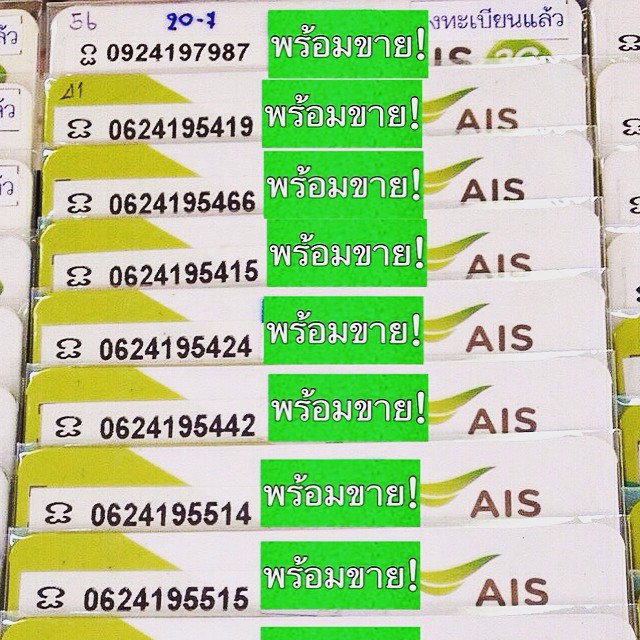 56 20-7 งทะเบียนแล้ว
0924197987 พร้อมขาย! IS
0624195419 พร้อมขาย! AIS
0624195466 พร้อมขาย! AIS
0624195415 พร้อมขาย! AIS
0624195424 พร้อมขาย! AIS
0624195442 พร้อมขาย! AIS
0624195514 พร้อมขาย! AIS
0624195515 พร้อมขาย! AIS